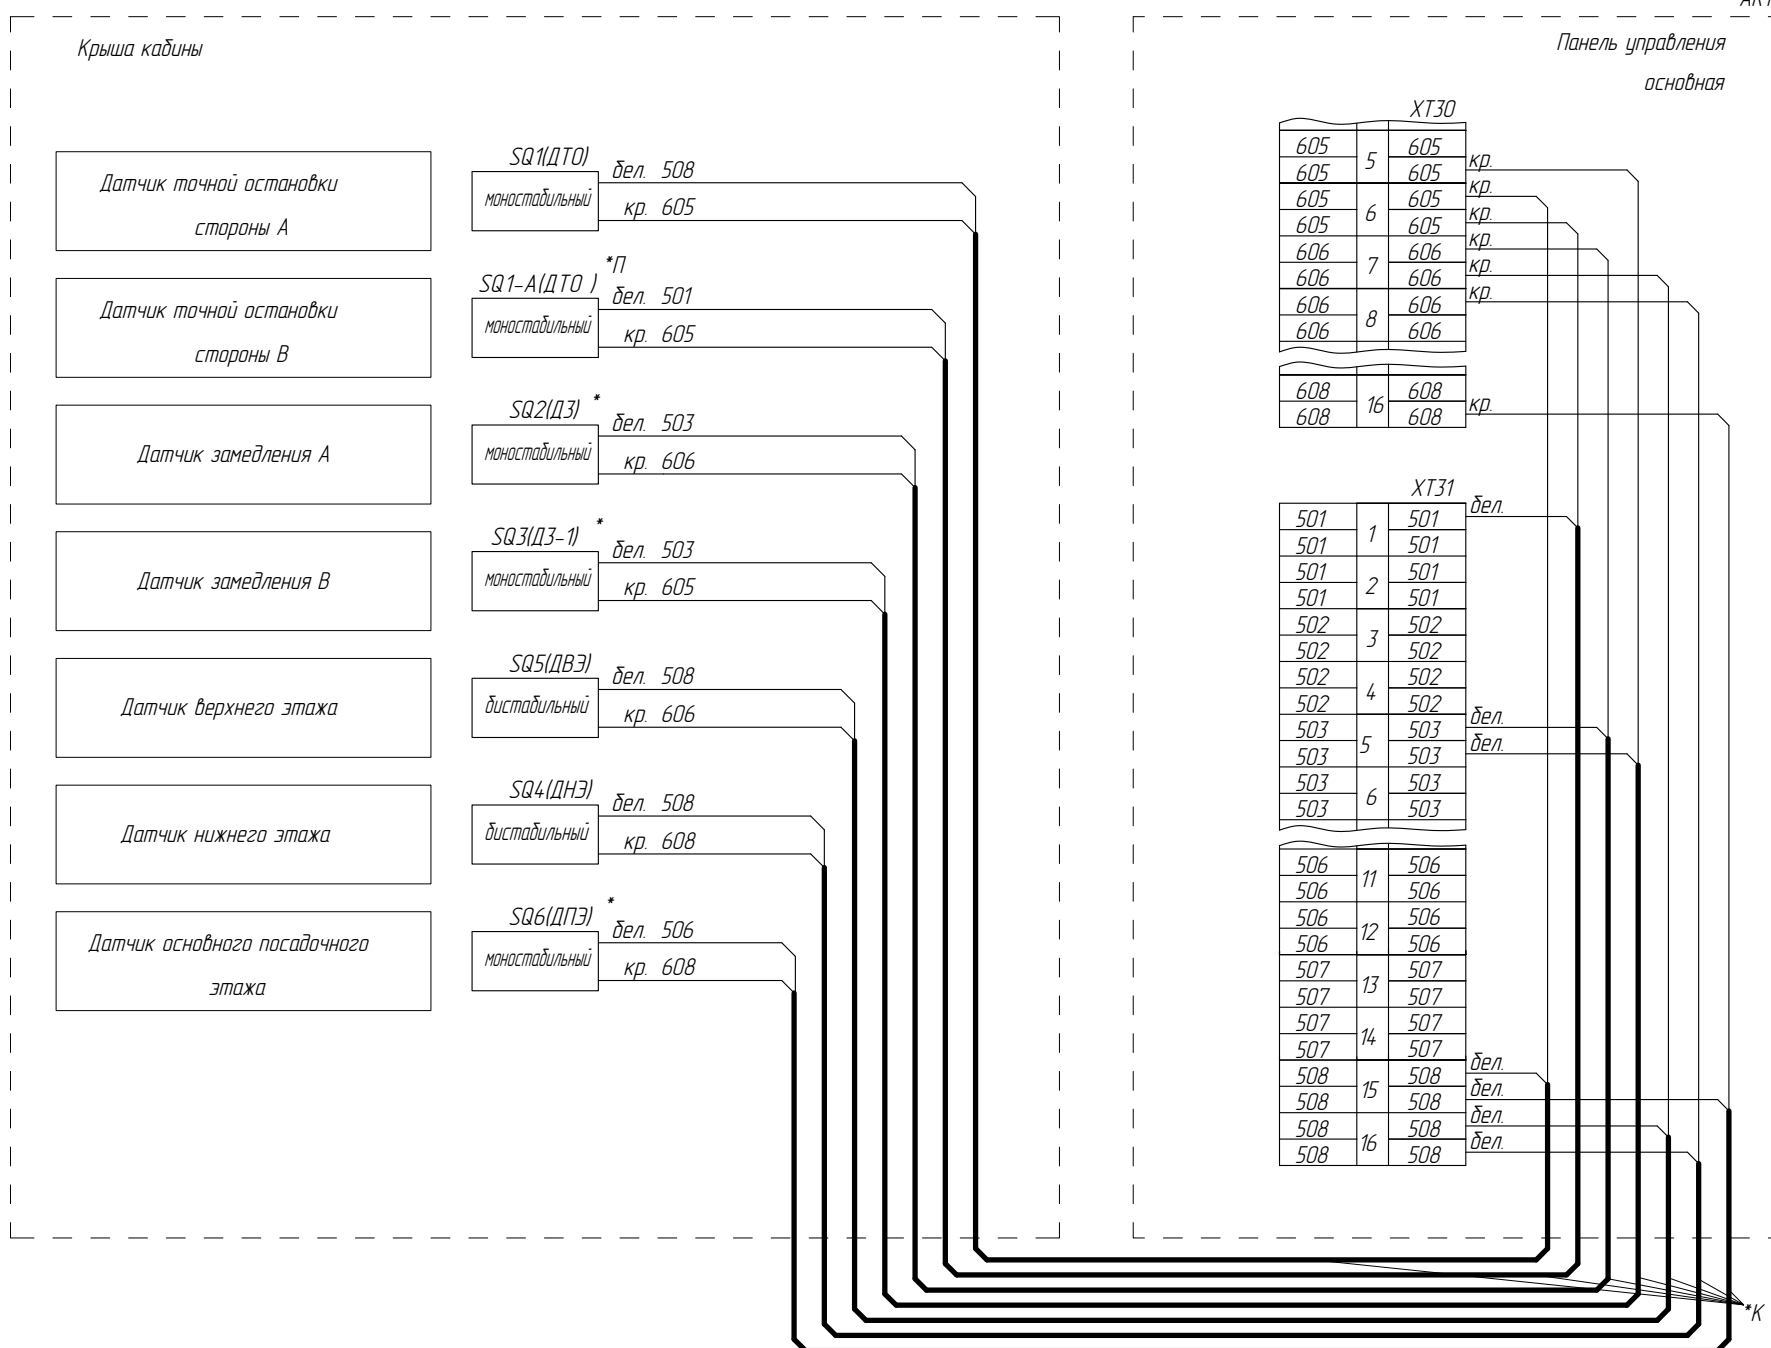 АК1
Крыша кабины
Датчик точной остановки
стороны А
SQ1(ДТО)
моностабильный
бел. 508
кр. 605
Датчик точной остановки
стороны В
*П
SQ1-А(ДТО )
моностабильный
бел. 501
кр. 605
Датчик замедления А
SQ2(ДЗ) *
моностабильный
бел. 503
кр. 606
Датчик замедления В
SQ3(ДЗ-1) *
моностабильный
бел. 503
кр. 605
Датчик верхнего этажа
SQ5(ДВЭ)
бистабильный
бел. 508
кр. 606
Датчик нижнего этажа
SQ4(ДНЭ)
бистабильный
бел. 508
кр. 608
Датчик основного посадочного
этажа
SQ6(ДПЭ) *
моностабильный
бел. 506
кр. 608
Панель управления
основная
XT30
605 5 605
605 605 кр.
605 6 605 кр.
605 605 кр.
606 7 606 кр.
606 606 кр.
606 8 606 кр.
606 606
608 16 608
608 608 кр.
XT31
501 1 501 бел.
501 501
501 2 501
501 501
502 3 502
502 502
502 4 502
502 502
503 5 503 бел.
503 503 бел.
503 6 503
503 503
506 11 506
506 506
506 12 506
506 506
507 13 507
507 507
507 14 507
507 507
508 15 508 бел.
508 508 бел.
508 16 508 бел.
508 508 бел.
*К